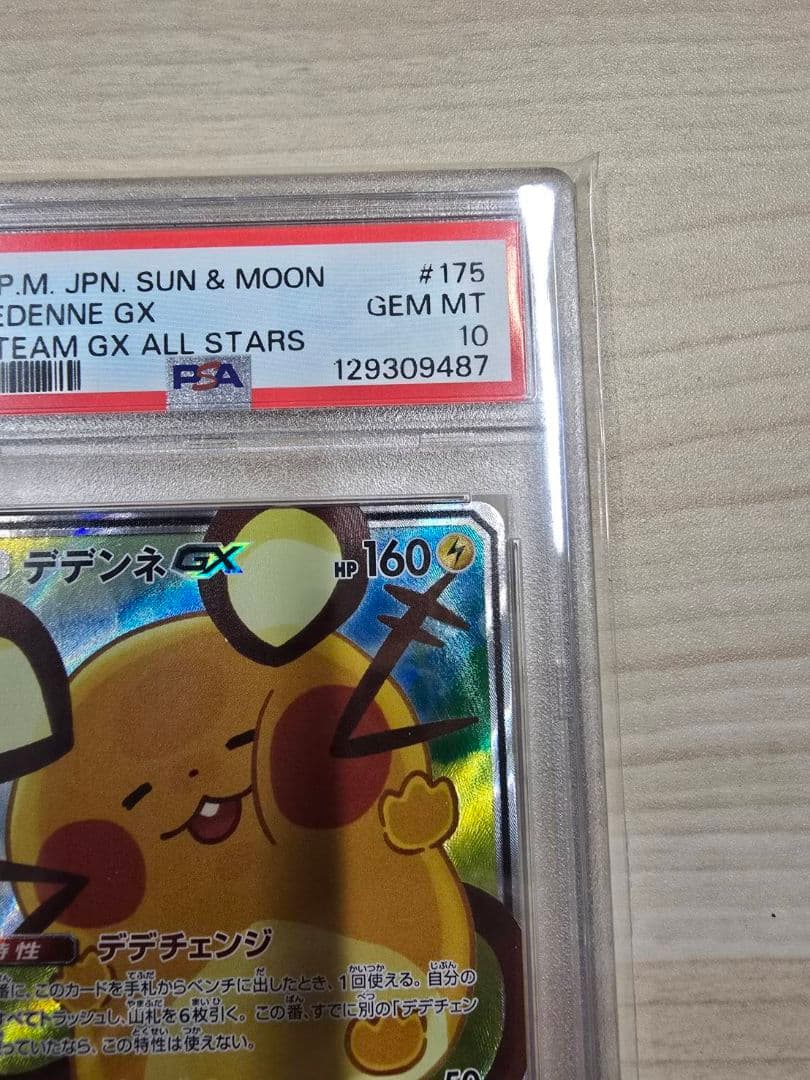 P.M. JPN. SUN & MOON #175
EDENNE GX GEM MT
TEAM GX ALL STARS 10
PSA 129309487
デデンネGX HP160
特性 デデチェンジ
番に、このカードを手札からベンチに出したとき、1回使える。自分の
すべてトラッシュし、山札を6枚引く。この番、すでに別の「デデチェン
っていたなら、この特性は使えない。
50